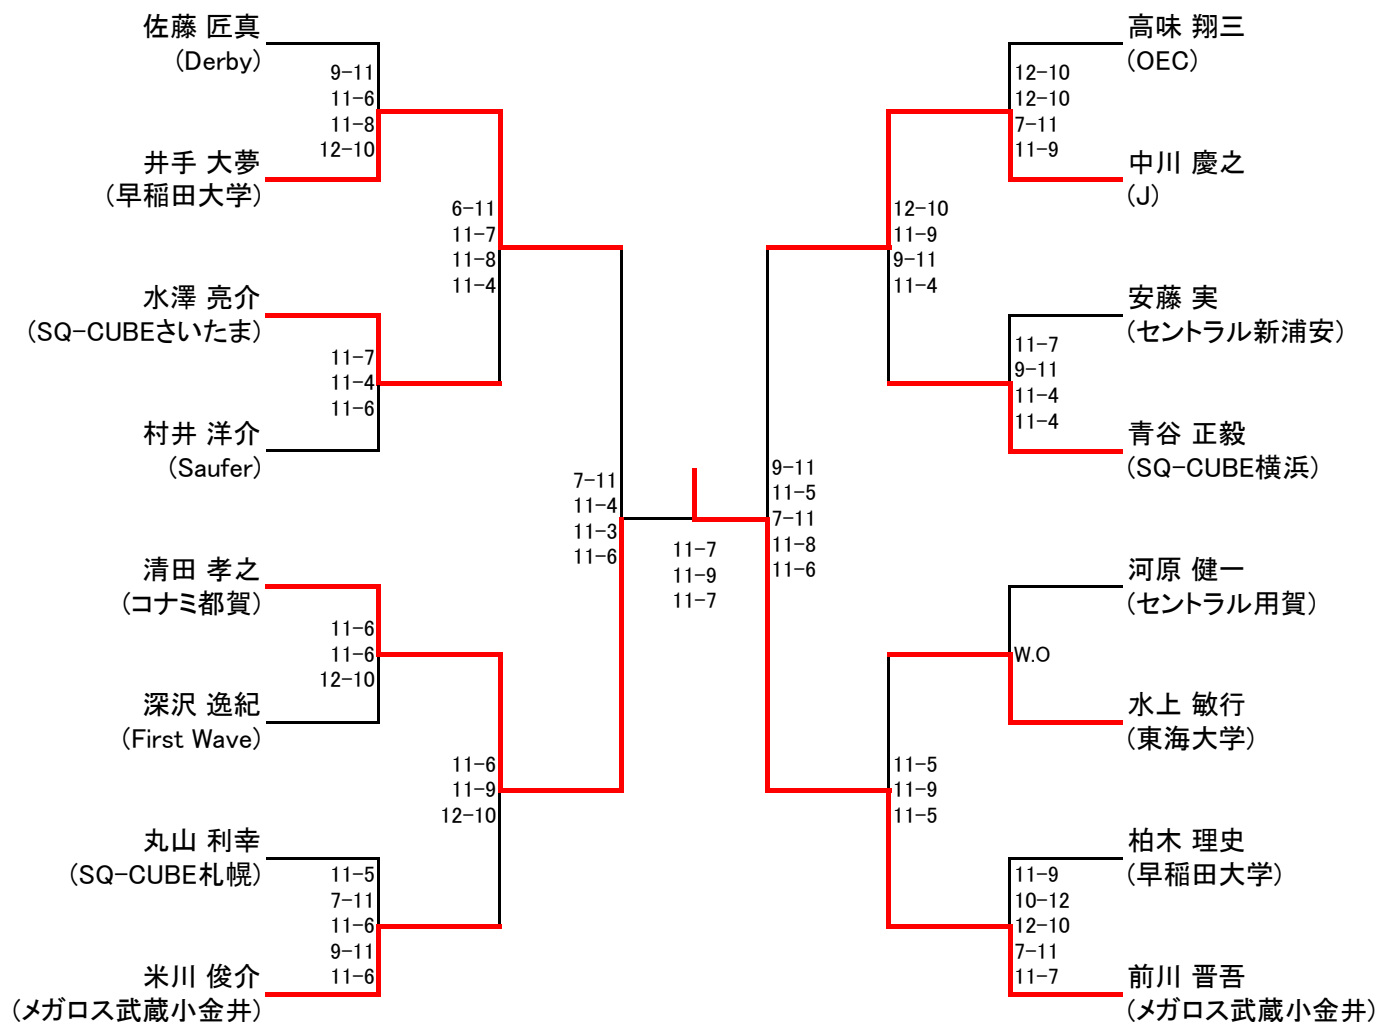 佐藤 匠真
(Derby)
9-11
11-6
11-8
12-10
井手 大夢
(早稲田大学)
6-11
11-7
11-8
11-4
水澤 亮介
(SQ-CUBEさいたま)
11-7
11-4
11-6
村井 洋介
(Saufer)
7-11
11-4
11-3
11-6
清田 孝之
(コナミ都賀)
11-6
11-6
12-10
深沢 逸紀
(First Wave)
11-6
11-9
12-10
丸山 利幸
(SQ-CUBE札幌)
11-5
7-11
11-6
9-11
11-6
米川 俊介
(メガロス武蔵小金井)
11-7
11-9
11-7
高味 翔三
(OEC)
12-10
12-10
7-11
11-9
中川 慶之
(J)
12-10
11-9
9-11
11-4
安藤 実
(セントラル新浦安)
11-7
9-11
11-4
11-4
青谷 正毅
(SQ-CUBE横浜)
9-11
11-5
7-11
11-8
11-6
河原 健一
(セントラル用賀)
W.O
水上 敏行
(東海大学)
11-5
11-9
11-5
柏木 理史
(早稲田大学)
11-9
10-12
12-10
7-11
11-7
前川 晋吾
(メガロス武蔵小金井)